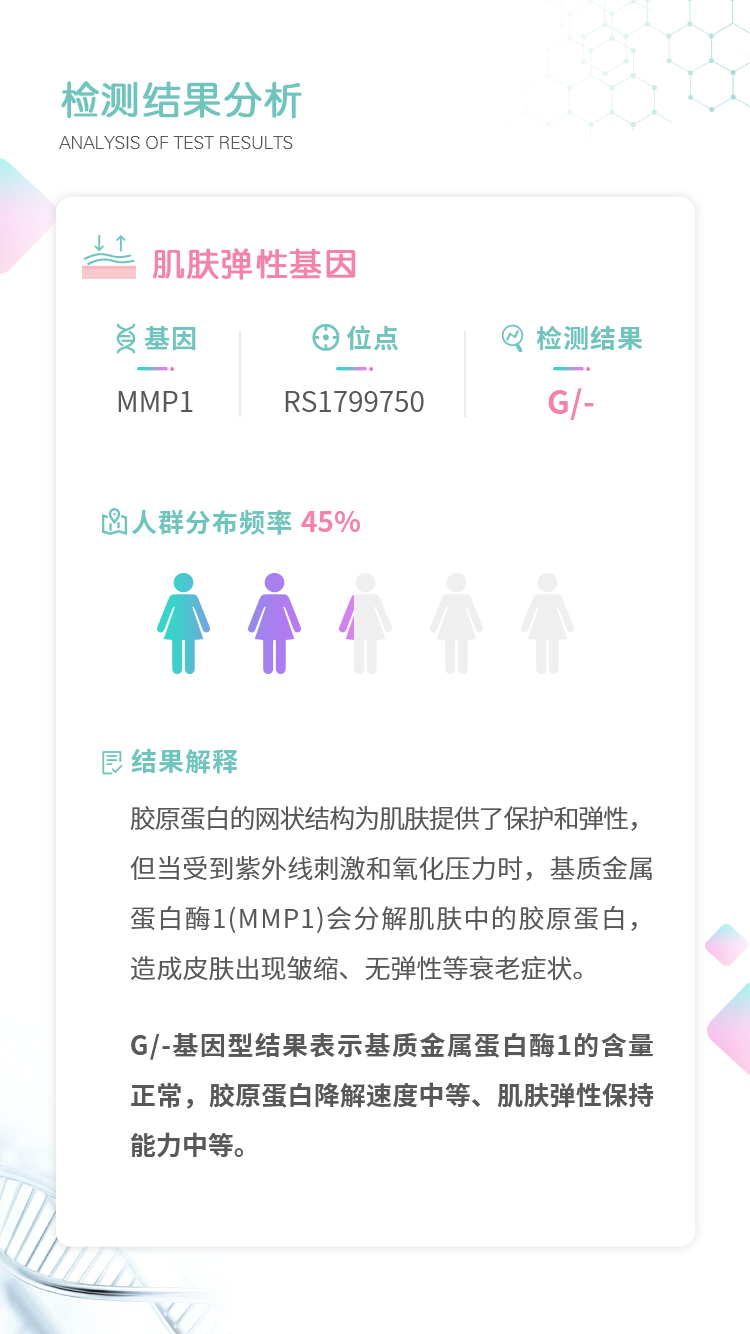 检测结果分析
ANALYSIS OF TEST RESULTS
肌肤弹性基因
基因
位点
检测结果
MMP1
RS1799750
G/-
人群分布频率 45%
结果解释
胶原蛋白的网状结构为肌肤提供了保护和弹性，
但当受到紫外线刺激和氧化压力时，基质金属
蛋白酶1(MMP1)会分解肌肤中的胶原蛋白，
造成皮肤出现皱缩、无弹性等衰老症状。
G/-基因型结果表示基质金属蛋白酶1的含量
正常，胶原蛋白降解速度中等、肌肤弹性保持
能力中等。